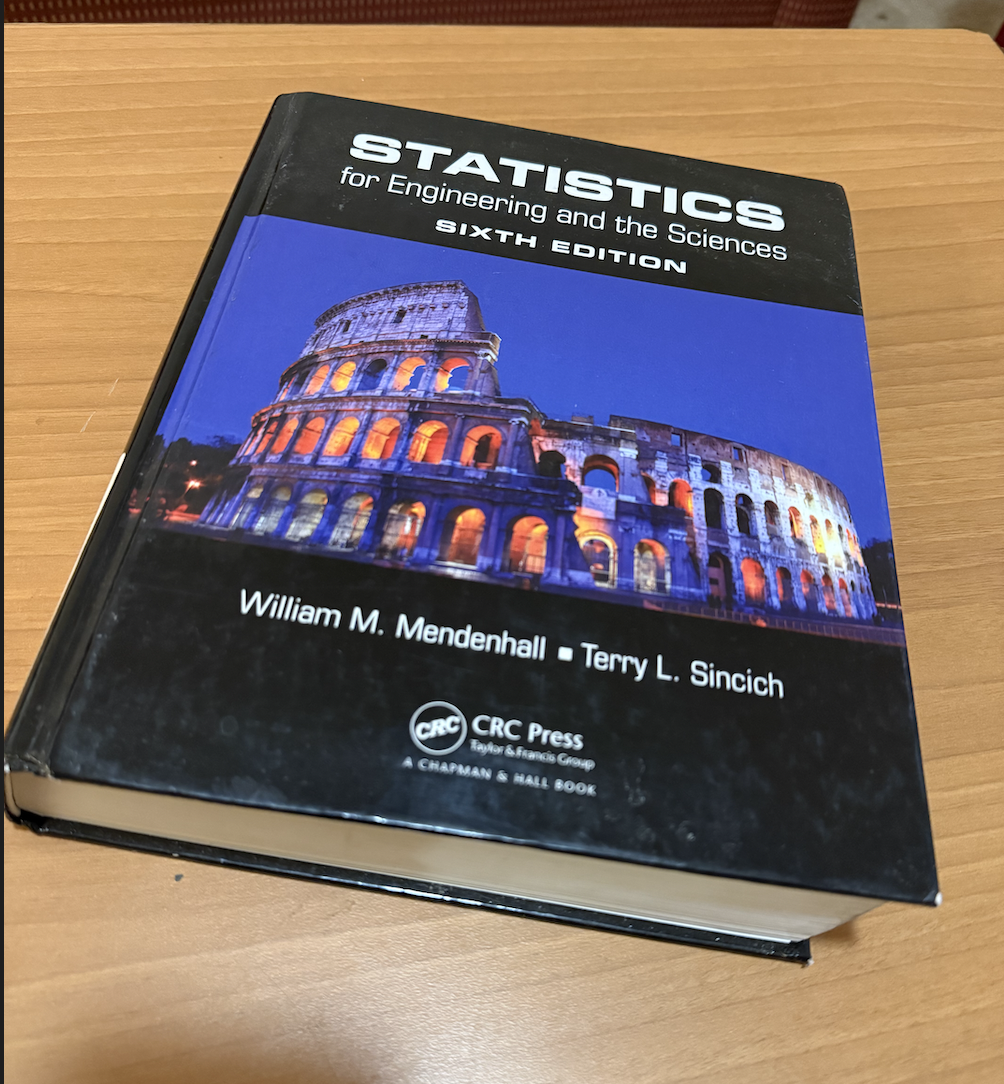 STATISTICS
for Engineering and the Sciences
SIXTH EDITION
William M. Mendenhall ▪ Terry L. Sincich
CRC CRC Press
Taylor & Francis Group
A CHAPMAN & HALL BOOK